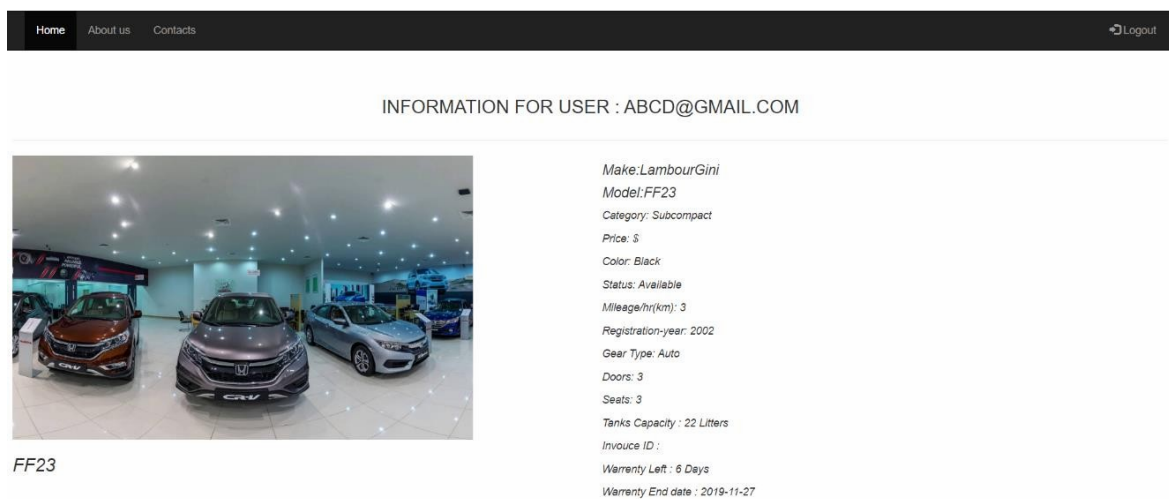 Home About us Contacts Logout
INFORMATION FOR USER : ABCD@GMAIL.COM
CR-V
CR-V
FF23
Make:LambourGini
Model:FF23
Category: Subcompact
Price: $
Color: Black
Status: Available
Mileage/hr(km): 3
Registration-year: 2002
Gear Type: Auto
Doors: 3
Seats: 3
Tanks Capacity : 22 Litters
Invouce ID :
Warrenty Left : 6 Days
Warrenty End date : 2019-11-27